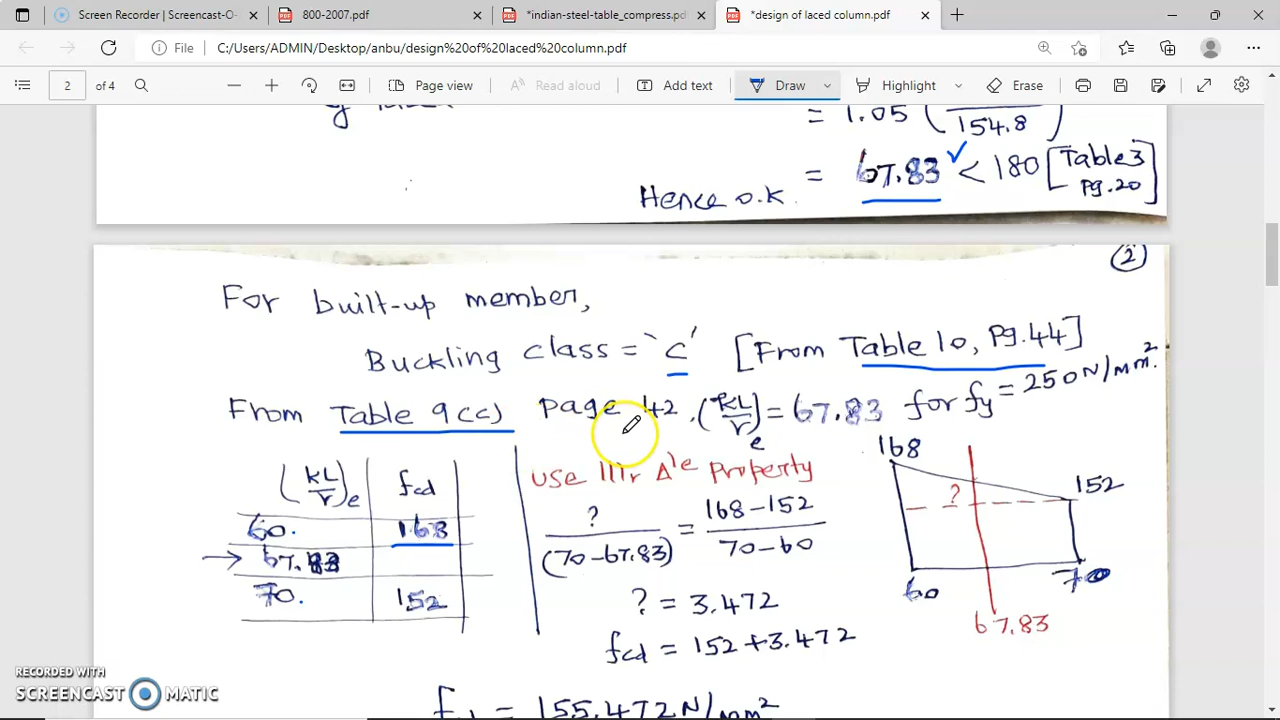 Screen Recorder | Screencast-O-
800-2007.pdf
*indian-steel-table_compress.pd
*design of laced column.pdf
File
C:/Users/ADMIN/Desktop/anbu/design%20of%20laced%20column.pdf
2 of 4
Page view
Read aloud
Add text
Draw
Highlight
Erase
= 1.05 (
154.8 )
= 67.83 < 180 [Table 3
Pg.20]
Hence o.k.
(2)
For built-up member,
Buckling class = `c' [From Table 10, Pg.44]
From Table 9(c) page 42, (KL/r)e = 67.83 for fy = 250 N/mm².
(KL/r)e fcd
60. 168
→ 67.83
70. 152
use lllr Δ'le Property
?/(70-67.83) = 168-152/70-60
? = 3.472
fcd = 152+3.472
168
?
152
60
70
67.83
= 155.472 N/mm²
RECORDED WITH
SCREENCAST MATIC